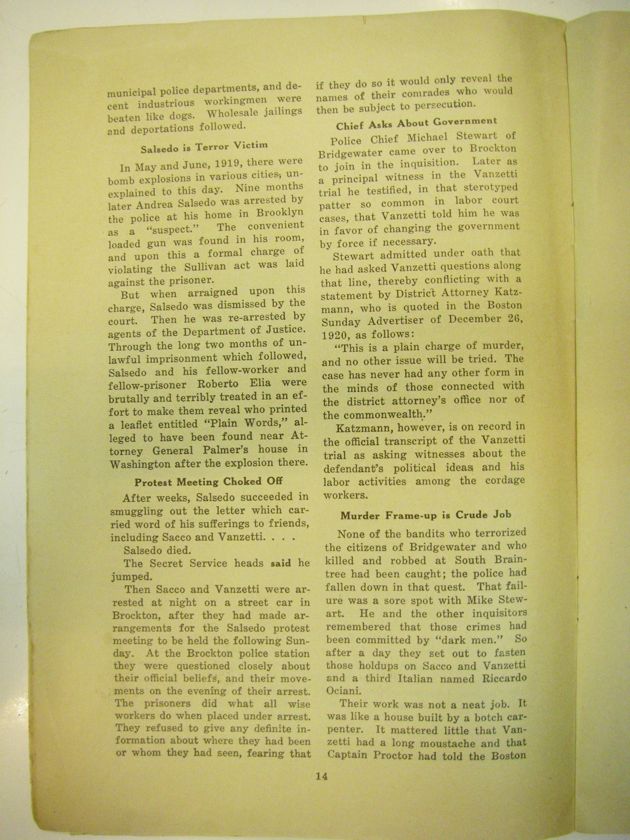 municipal police departments, and de-
cent industrious workingmen were
beaten like dogs. Wholesale jailings
and deportations followed.
Salsedo is Terror Victim
In May and June, 1919, there were
bomb explosions in various cities, un-
explained to this day. Nine months
later Andrea Salsedo was arrested by
the police at his home in Brooklyn
as a "suspect." The convenient
loaded gun was found in his room,
and upon this a formal charge of
violating the Sullivan act was laid
against the prisoner.
But when arraigned upon this
charge, Salsedo was dismissed by the
court. Then he was re-arrested by
agents of the Department of Justice.
Through the long two months of un-
lawful imprisonment which followed,
Salsedo and his fellow-worker and
fellow-prisoner Roberto Elia were
brutally and terribly treated in an ef-
fort to make them reveal who printed
a leaflet entitled "Plain Words," al-
leged to have been found near At-
torney General Palmer's house in
Washington after the explosion there.
Protest Meeting Choked Off
After weeks, Salsedo succeeded in
smuggling out the letter which car-
ried word of his sufferings to friends,
including Sacco and Vanzetti. . . .
Salsedo died.
The Secret Service heads said he
jumped.
Then Sacco and Vanzetti were ar-
rested at night on a street car in
Brockton, after they had made ar-
rangements for the Salsedo protest
meeting to be held the following Sun-
day. At the Brockton police station
they were questioned closely about
their official beliefs, and their move-
ments on the evening of their arrest.
The prisoners did what all wise
workers do when placed under arrest.
They refused to give any definite in-
formation about where they had been
or whom they had seen, fearing that
if they do so it would only reveal the
names of their comrades who would
then be subject to persecution.
Chief Asks About Government
Police Chief Michael Stewart of
Bridgewater came over to Brockton
to join in the inquisition. Later as
a principal witness in the Vanzetti
trial he testified, in that sterotyped
patter so common in labor court
cases, that Vanzetti told him he was
in favor of changing the government
by force if necessary.
Stewart admitted under oath that
he had asked Vanzetti questions along
that line, thereby conflicting with a
statement by District Attorney Katz-
mann, who is quoted in the Boston
Sunday Advertiser of December 26,
1920, as follows:
"This is a plain charge of murder,
and no other issue will be tried. The
case has never had any other form in
the minds of those connected with
the district attorney's office nor of
the commonwealth."
Katzmann, however, is on record in
the official transcript of the Vanzetti
trial as asking witnesses about the
defendant's political ideas and his
labor activities among the cordage
workers.
Murder Frame-up is Crude Job
None of the bandits who terrorized
the citizens of Bridgewater and who
killed and robbed at South Brain-
tree had been caught; the police had
fallen down in that quest. That fail-
ure was a sore spot with Mike Stew-
art. He and the other inquisitors
remembered that those crimes had
been committed by "dark men." So
after a day they set out to fasten
those holdups on Sacco and Vanzetti
and a third Italian named Riccardo
Ociani.
Their work was not a neat job. It
was like a house built by a botch car-
penter. It mattered little that Van-
zetti had a long moustache and that
Captain Proctor had told the Boston
14